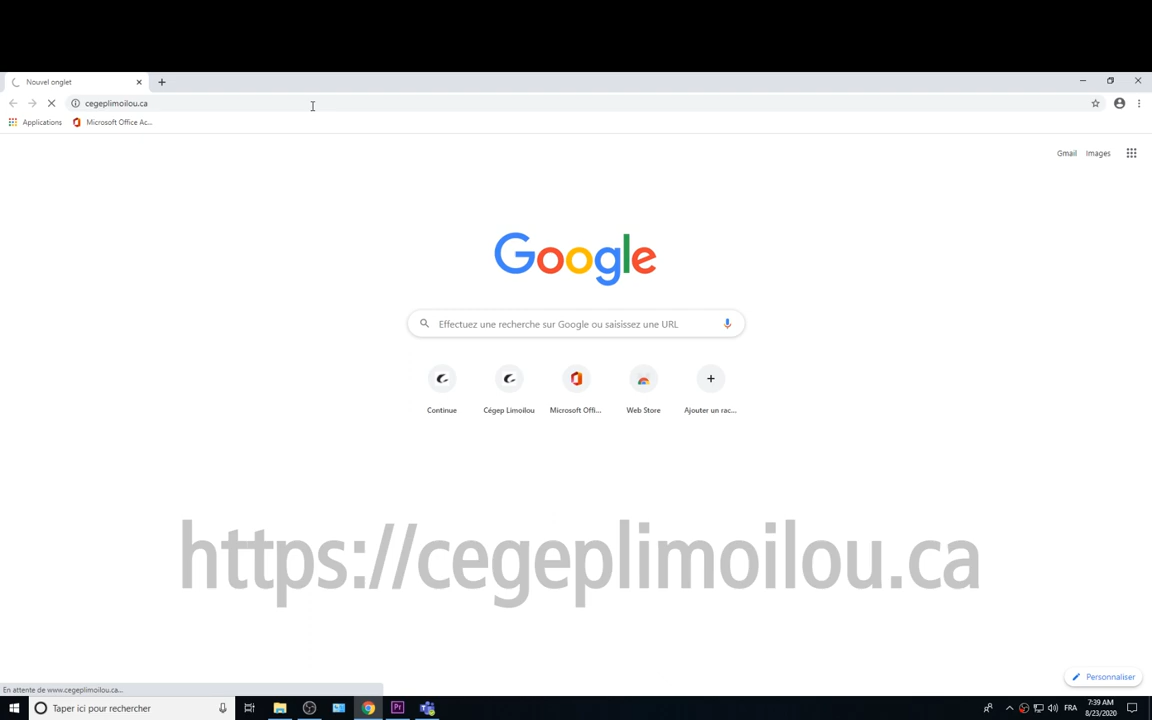 Nouvel onglet
cegeplimoilou.ca
Applications
Microsoft Office Ac...
Gmail
Images
Google
Effectuez une recherche sur Google ou saisissez une URL
Continue
Cégep Limoilou
Microsoft Offi...
Web Store
Ajouter un rac...
https://cegeplimoilou.ca
Personnaliser
En attente de www.cegeplimoilou.ca...
Taper ici pour rechercher
Pr
FRA
7:39 AM
8/23/2020